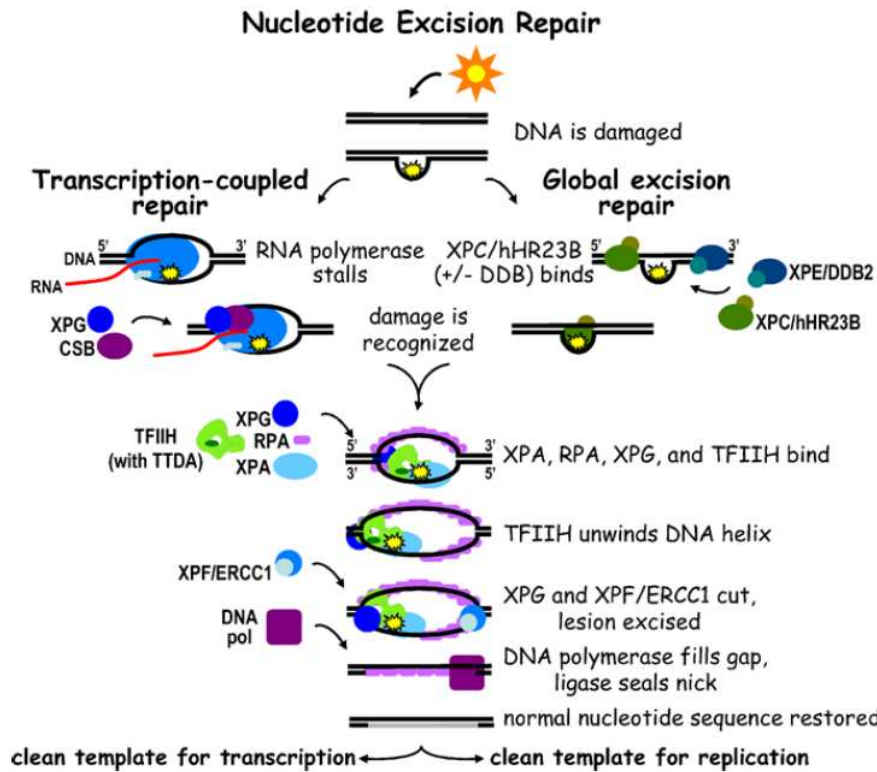 Nucleotide Excision Repair
DNA is damaged
Transcription-coupled
repair
Global excision
repair
5'
3'
DNA
RNA
RNA polymerase
stalls
XPC/hHR23B
(+/- DDB) binds
5'
3'
XPE/DDB2
XPC/hHR23B
XPG
CSB
damage is
recognized
TFIIH
(with TTDA)
XPG
RPA
XPA
5'
3'
3'
5'
XPA, RPA, XPG, and TFIIH bind
TFIIH unwinds DNA helix
XPF/ERCC1
XPG and XPF/ERCC1 cut,
lesion excised
DNA
pol
DNA polymerase fills gap,
ligase seals nick
normal nucleotide sequence restored
clean template for transcription
clean template for replication